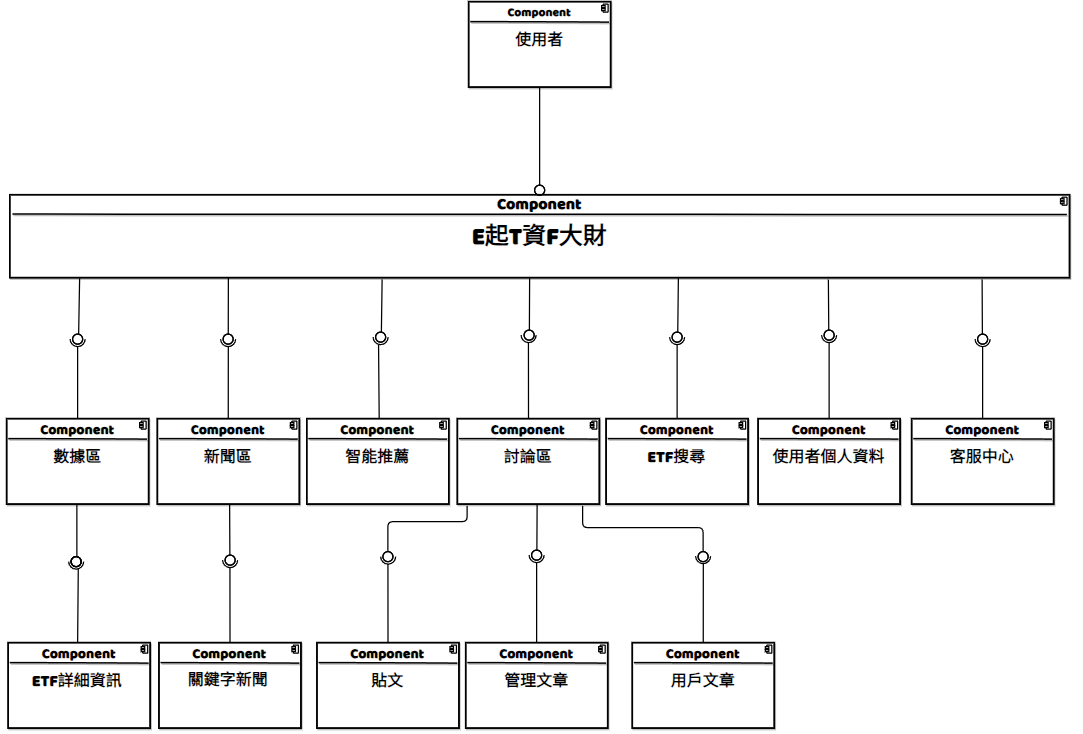 Component
使用者
Component
E起T資F大財
Component
數據區
Component
新聞區
Component
智能推薦
Component
討論區
Component
ETF搜尋
Component
使用者個人資料
Component
客服中心
Component
ETF詳細資訊
Component
關鍵字新聞
Component
貼文
Component
管理文章
Component
用戶文章